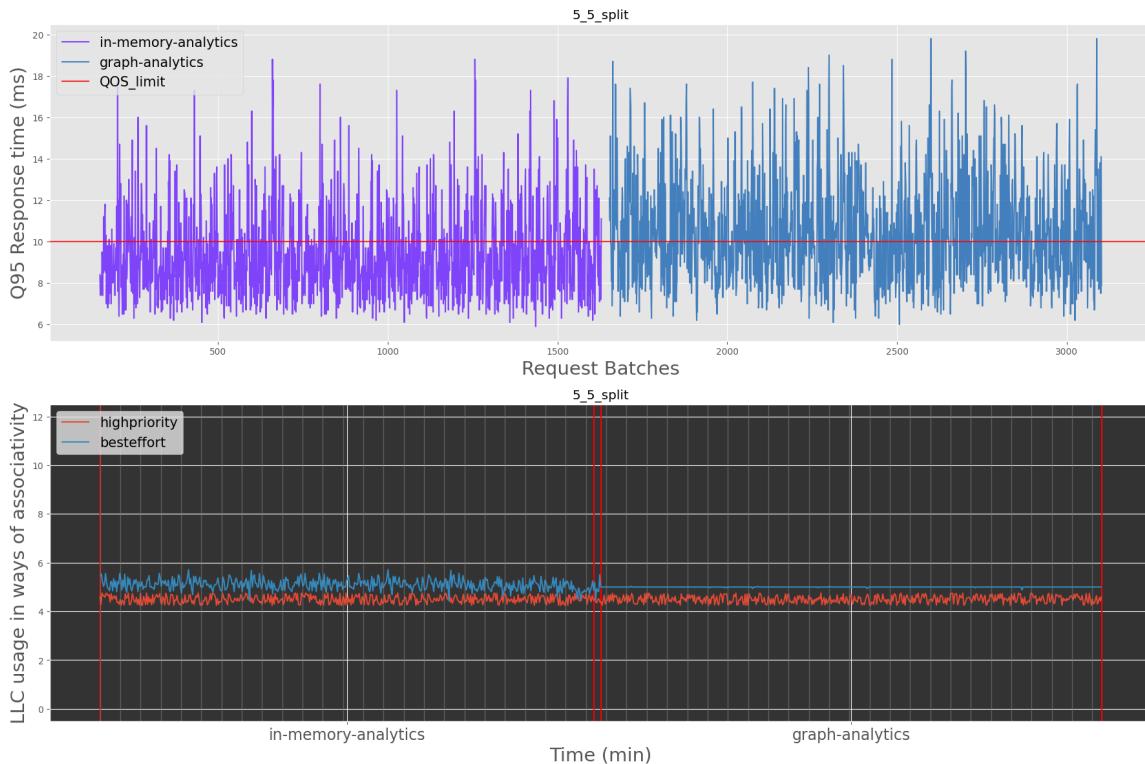 5_5_split
Q95 Response time (ms)
20
18
16
14
12
10
8
6
in-memory-analytics
graph-analytics
QOS_limit
500
1000
1500
2000
2500
3000
Request Batches
5_5_split
LLC usage in ways of associativity
12
10
8
6
4
2
0
highpriority
besteffort
in-memory-analytics
graph-analytics
Time (min)